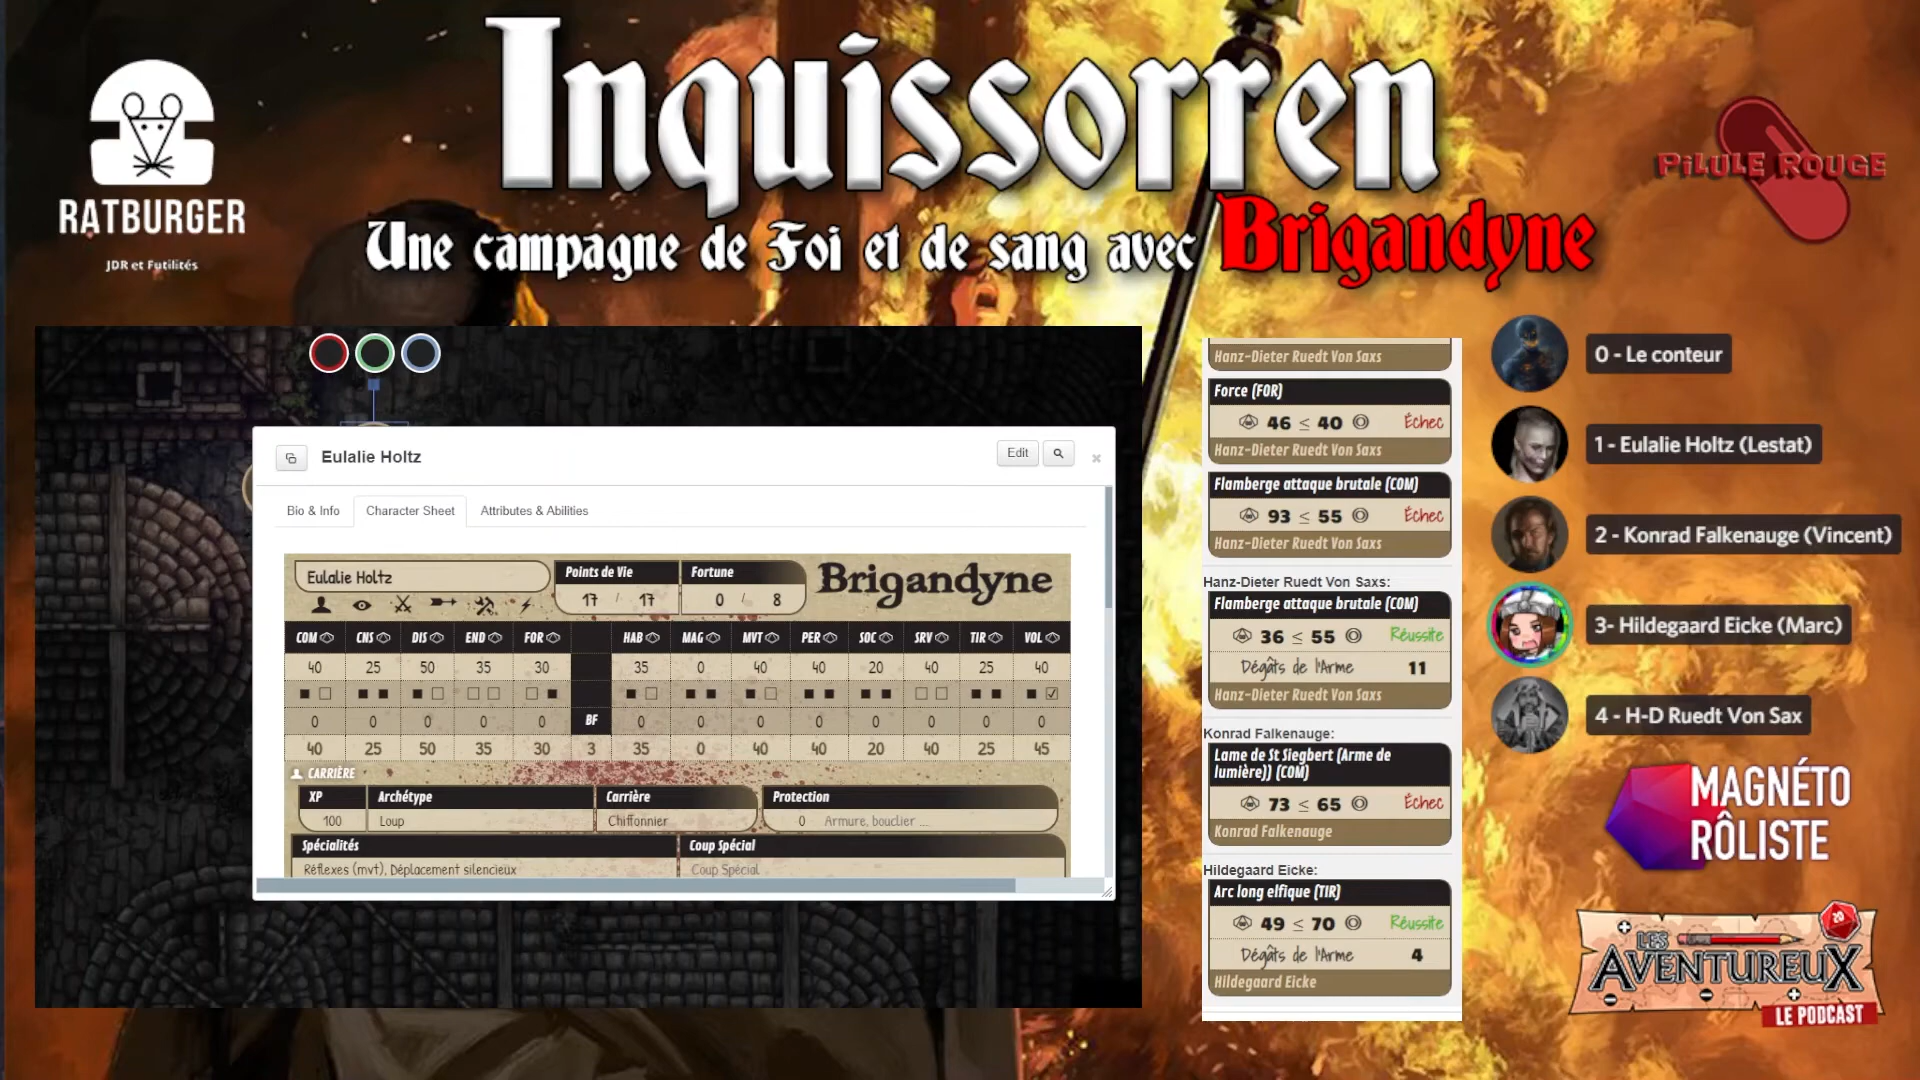 Inquissorren
Une campagne de Foi et de sang avec Brigandyne
RATBURGER
JDR et Futilités
PiLULE ROUGE
Eulalie Holtz
Edit
Bio & Info
Character Sheet
Attributes & Abilities
Eulalie Holtz
Points de Vie
17 / 17
Fortune
0 / 8
Brigandyne
COM CNS DIS END FOR HAB MAG MVT PER SOC SRV TIR VOL
40 25 50 35 30 35 0 40 40 20 40 25 40
0 0 0 0 0 BF 0 0 0 0 0 0 0 0
40 25 50 35 30 3 35 0 40 40 20 40 25 45
CARRIÈRE
XP Archétype Carrière Protection
100 Loup Chiffonnier 0 Armure, bouclier ...
Spécialités Coup Spécial
Réflexes (mvt), Déplacement silencieux Coup Spécial
Hanz-Dieter Ruedt Von Saxs
Force (FOR)
46 ≤ 40 Échec
Hanz-Dieter Ruedt Von Saxs
Flamberge attaque brutale (COM)
93 ≤ 55 Échec
Hanz-Dieter Ruedt Von Saxs
Hanz-Dieter Ruedt Von Saxs:
Flamberge attaque brutale (COM)
36 ≤ 55 Réussite
Dégâts de l'Arme 11
Hanz-Dieter Ruedt Von Saxs
Konrad Falkenauge:
Lame de St Siegbert (Arme de
lumière)) (COM)
73 ≤ 65 Échec
Konrad Falkenauge
Hildegaard Eicke:
Arc long elfique (TIR)
49 ≤ 70 Réussite
Dégâts de l'Arme 4
Hildegaard Eicke
0 - Le conteur
1 - Eulalie Holtz (Lestat)
2 - Konrad Falkenauge (Vincent)
3- Hildegaard Eicke (Marc)
4 - H-D Ruedt Von Sax
MAGNÉTO
RÔLISTE
20
LES
AVENTUREUX
LE PODCAST